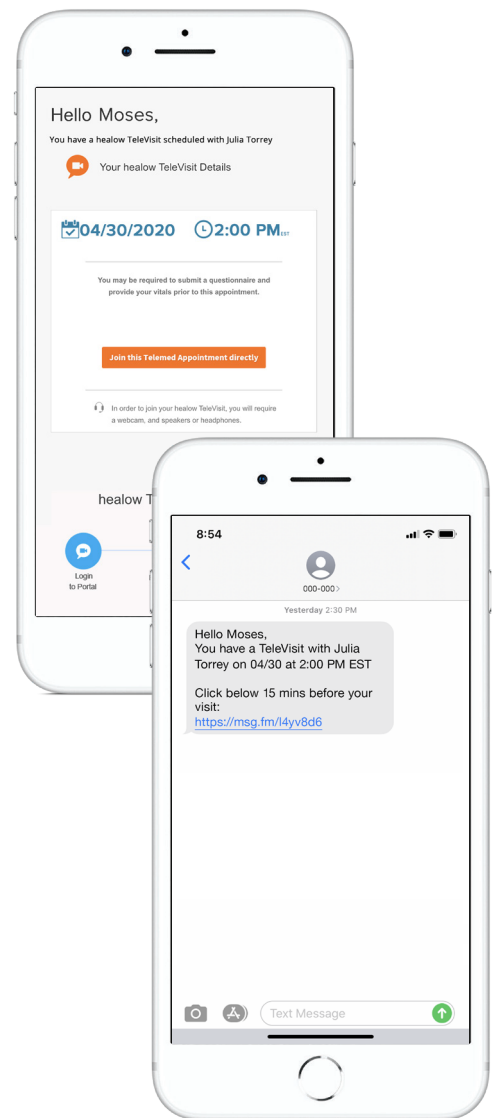 Hello Moses,
You have a healow TeleVisit scheduled with Julia Torrey
Your healow TeleVisit Details
04/30/2020
2:00 PM EST
You may be required to submit a questionnaire and
provide your vitals prior to this appointment.
Join this Telemed Appointment directly
In order to join your healow TeleVisit, you will require
a webcam, and speakers or headphones.
healow T
Login
to Portal
8:54
000-000>
Yesterday 2:30 PM
Hello Moses,
You have a TeleVisit with Julia
Torrey on 04/30 at 2:00 PM EST
Click below 15 mins before your
visit:
https://msg.fm/l4yv8d6
Text Message